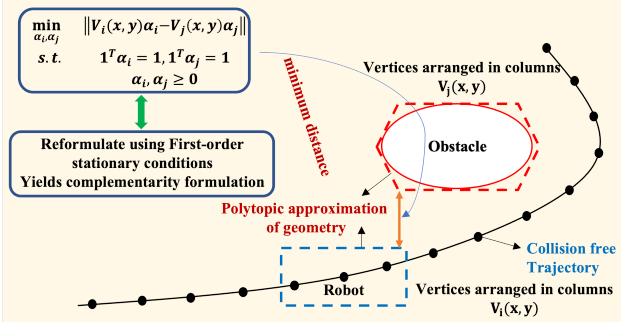 min ‖V_i(x, y)α_i−V_j(x, y)α_j‖
α_i,α_j
s.t. 1^T α_i = 1, 1^T α_j = 1
α_i, α_j ≥ 0
Reformulate using First-order
stationary conditions
Yields complementarity formulation
minimum distance
Vertices arranged in columns
V_j(x, y)
Obstacle
Polytopic approximation
of geometry
Robot
Collision free
Trajectory
Vertices arranged in columns
V_i(x, y)